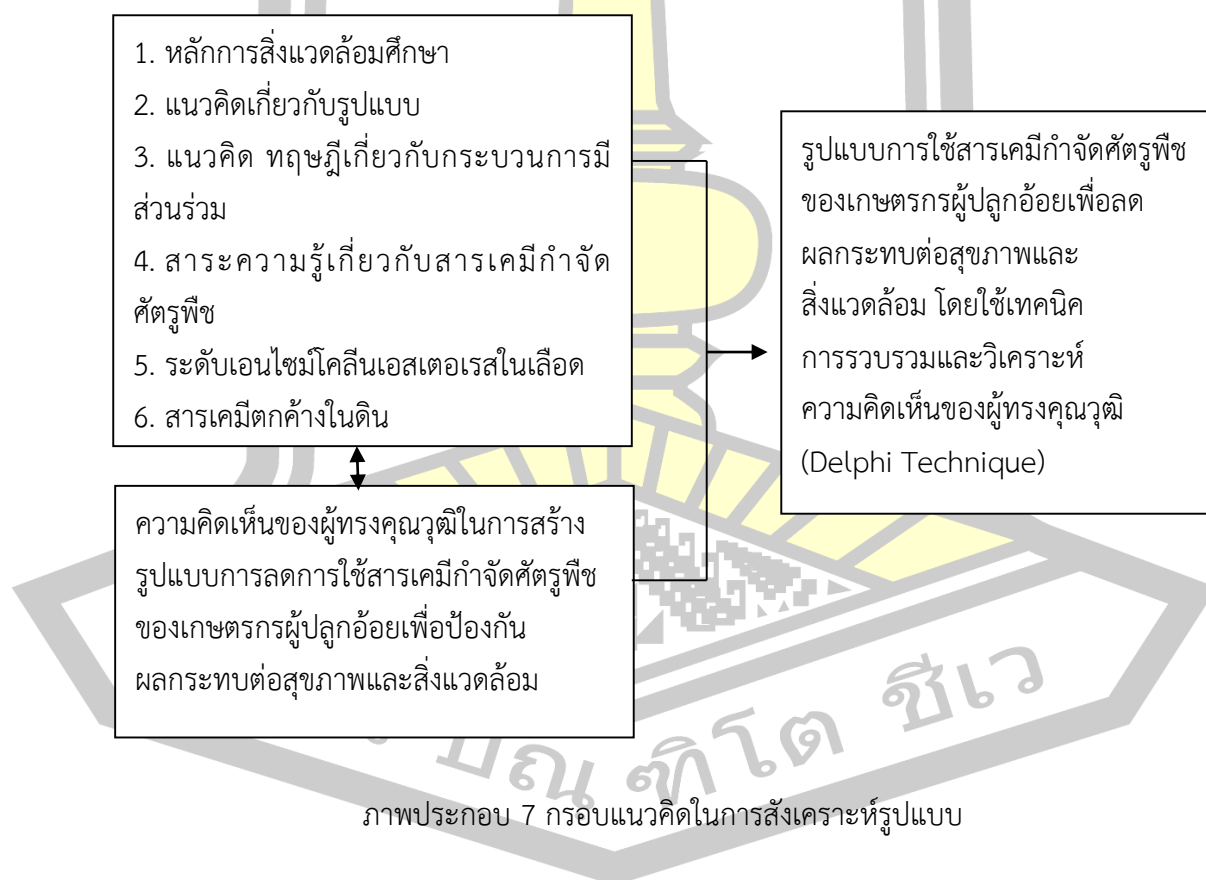 1. หลักการสิ่งแวดล้อมศึกษา
2. แนวคิดเกี่ยวกับรูปแบบ
3. แนวคิด ทฤษฎีเกี่ยวกับกระบวนการมี
ส่วนร่วม
4. สาระความรู้เกี่ยวกับสารเคมีกำจัด
ศัตรูพืช
5. ระดับเอนไซม์โคลีนเอสเตอเรสในเลือด
6. สารเคมีตกค้างในดิน
ความคิดเห็นของผู้ทรงคุณวุฒิในการสร้าง
รูปแบบการลดการใช้สารเคมีกำจัดศัตรูพืช
ของเกษตรกรผู้ปลูกอ้อยเพื่อป้องกัน
ผลกระทบต่อสุขภาพและสิ่งแวดล้อม
รูปแบบการใช้สารเคมีกำจัดศัตรูพืช
ของเกษตรกรผู้ปลูกอ้อยเพื่อลด
ผลกระทบต่อสุขภาพและ
สิ่งแวดล้อม โดยใช้เทคนิค
การรวบรวมและวิเคราะห์
ความคิดเห็นของผู้ทรงคุณวุฒิ
(Delphi Technique)
ปณฺฑิโต ชีเว
ภาพประกอบ 7 กรอบแนวคิดในการสังเคราะห์รูปแบบ